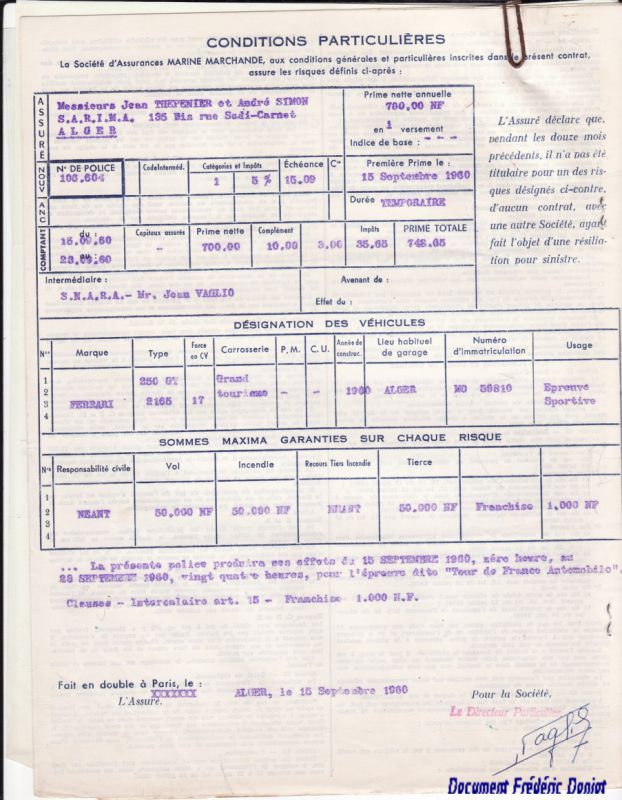 CONDITIONS PARTICULIÈRES
La Société d'Assurances MARINE MARCHANDE, aux conditions générales et particulières inscrites dans le présent contrat,
assure les risques définis ci-après :
ASSURÉ
Messieurs Jean THEPENIER et André SIMON
S.A.R.I.M.A. 135 Bis rue Sadi-Carnet
ALGER
Prime nette annuelle
700,00 NF
en 1 versement
Indice de base : - - -
L'Assuré déclare que,
pendant les douze mois
précédents, il n'a pas été
titulaire pour un des ris-
ques désignés ci-contre,
d'aucun contrat, avec
une autre Société, ayant
fait l'objet d'une résilia-
tion pour sinistre.
NOUV
N° DE POLICE
Code Interméd.
Catégories et Impôts
Échéance
C**
Première Prime le :
1 5 % 15.09
15 Septembre 1960
ANC
Durée TEMPORAIRE
COMPTANT
du :
15.09.60
au :
23.09.60
Capitaux assurés
-
Prime nette
700,00
Complément
10,00
3,00
Impôts
35,65
PRIME TOTALE
748,65
Intermédiaire :
S.N.A.R.A.- Mr. Jean VAGLIO
Avenant de :
Effet du :
DÉSIGNATION DES VÉHICULES
N°s
Marque
Type
Force en CV
Carrosserie
P. M.
C. U.
Année de construc.
Lieu habituel de garage
Numéro d'immatriculation
Usage
1
2
3
4
FERRARI
250 GT
2165
17
Grand
tourisme
-
-
1960
ALGER
MO 56810
Epreuve
Sportive
SOMMES MAXIMA GARANTIES SUR CHAQUE RISQUE
N°s
Responsabilité civile
Vol
Incendie
Recours Tiers Incendie
Tierce
1
2
3
4
NEANT
50.000 NF
50.000 NF
NEANT
50.000 NF
Franchise
1.000 NF
... La présente police produira ses effets du 15 SEPTEMBRE 1960, zéro heure, au
23 SEPTEMBRE 1960, vingt quatre heures, pour l'épreuve dite "Tour de France Automobile",
Clauses - Intercalaire art. 15 - Franchise 1.000 N.F.
Fait en double à Paris, le :
XXXXXXX
ALGER, le 15 Septembre 1960
L'Assuré.
Pour la Société,
Le Directeur Particulier
Document Frédéric Doniot